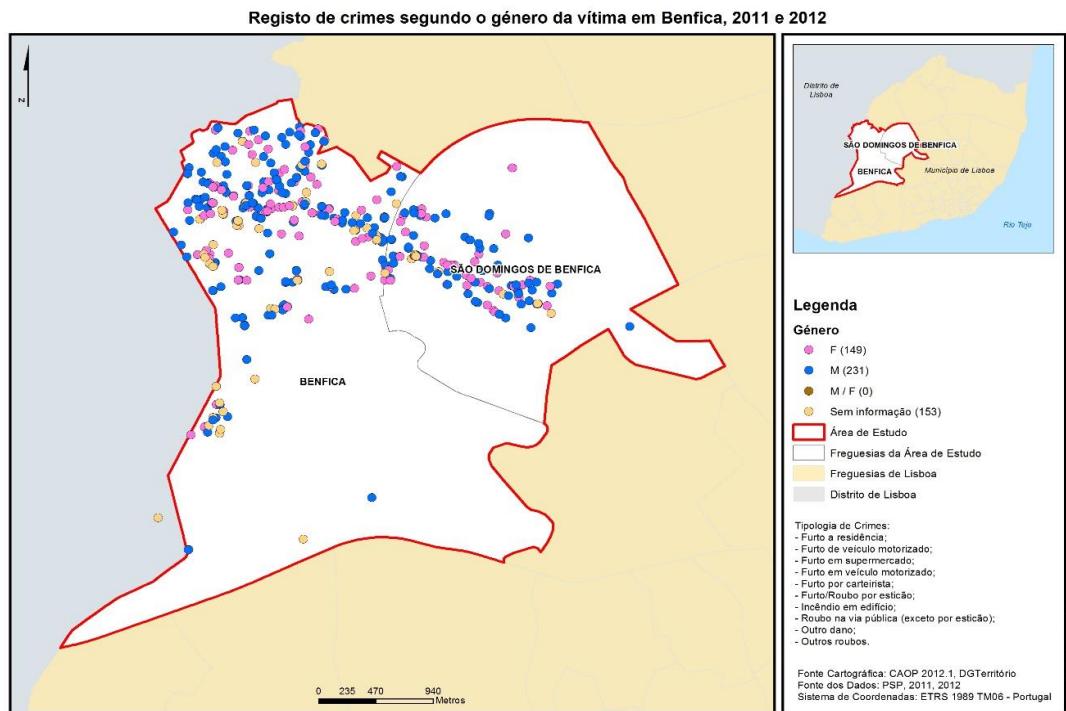 Registo de crimes segundo o género da vítima em Benfica, 2011 e 2012
Z
SÃO DOMINGOS DE BENFICA
BENFICA
0 235 470 940
Metros
Distrito de
Lisboa
SÃO DOMINGOS DE BENFICA
Município de Lisboa
BENFICA
Rio Tejo
Legenda
Género
F (149)
M (231)
M / F (0)
Sem informação (153)
Área de Estudo
Freguesias da Área de Estudo
Freguesias de Lisboa
Distrito de Lisboa
Tipologia de Crimes:
- Furto a residência;
- Furto de veículo motorizado;
- Furto em supermercado;
- Furto em veículo motorizado;
- Furto por carteirista;
- Furto/Roubo por esticão;
- Incêndio em edifício;
- Roubo na via pública (exceto por esticão);
- Outro dano;
- Outros roubos.
Fonte Cartográfica: CAOP 2012.1, DGTerritório
Fonte dos Dados: PSP, 2011, 2012
Sistema de Coordenadas: ETRS 1989 TM06 - Portugal